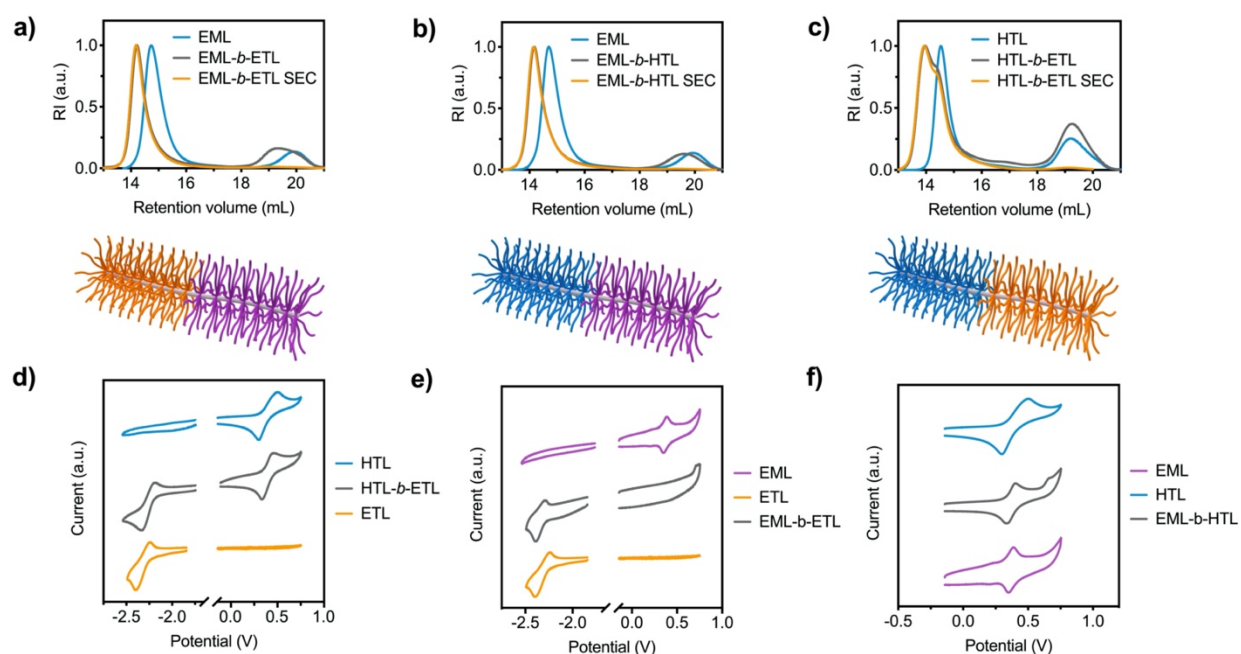 a)
EML
EML-b-ETL
EML-b-ETL SEC
RI (a.u.)
1.0
0.5
0.0
14 16 18 20
Retention volume (mL)
b)
EML
EML-b-HTL
EML-b-HTL SEC
RI (a.u.)
1.0
0.5
0.0
14 16 18 20
Retention volume (mL)
c)
HTL
HTL-b-ETL
HTL-b-ETL SEC
RI (a.u.)
1.0
0.5
0.0
14 16 18 20
Retention volume (mL)
d)
Current (a.u.)
HTL
HTL-b-ETL
ETL
-2.5 -2.0 0.0 0.5 1.0
Potential (V)
e)
Current (a.u.)
EML
ETL
EML-b-ETL
-2.5 -2.0 0.0 0.5 1.0
Potential (V)
f)
Current (a.u.)
EML
HTL
EML-b-HTL
-0.5 0.0 0.5 1.0
Potential (V)